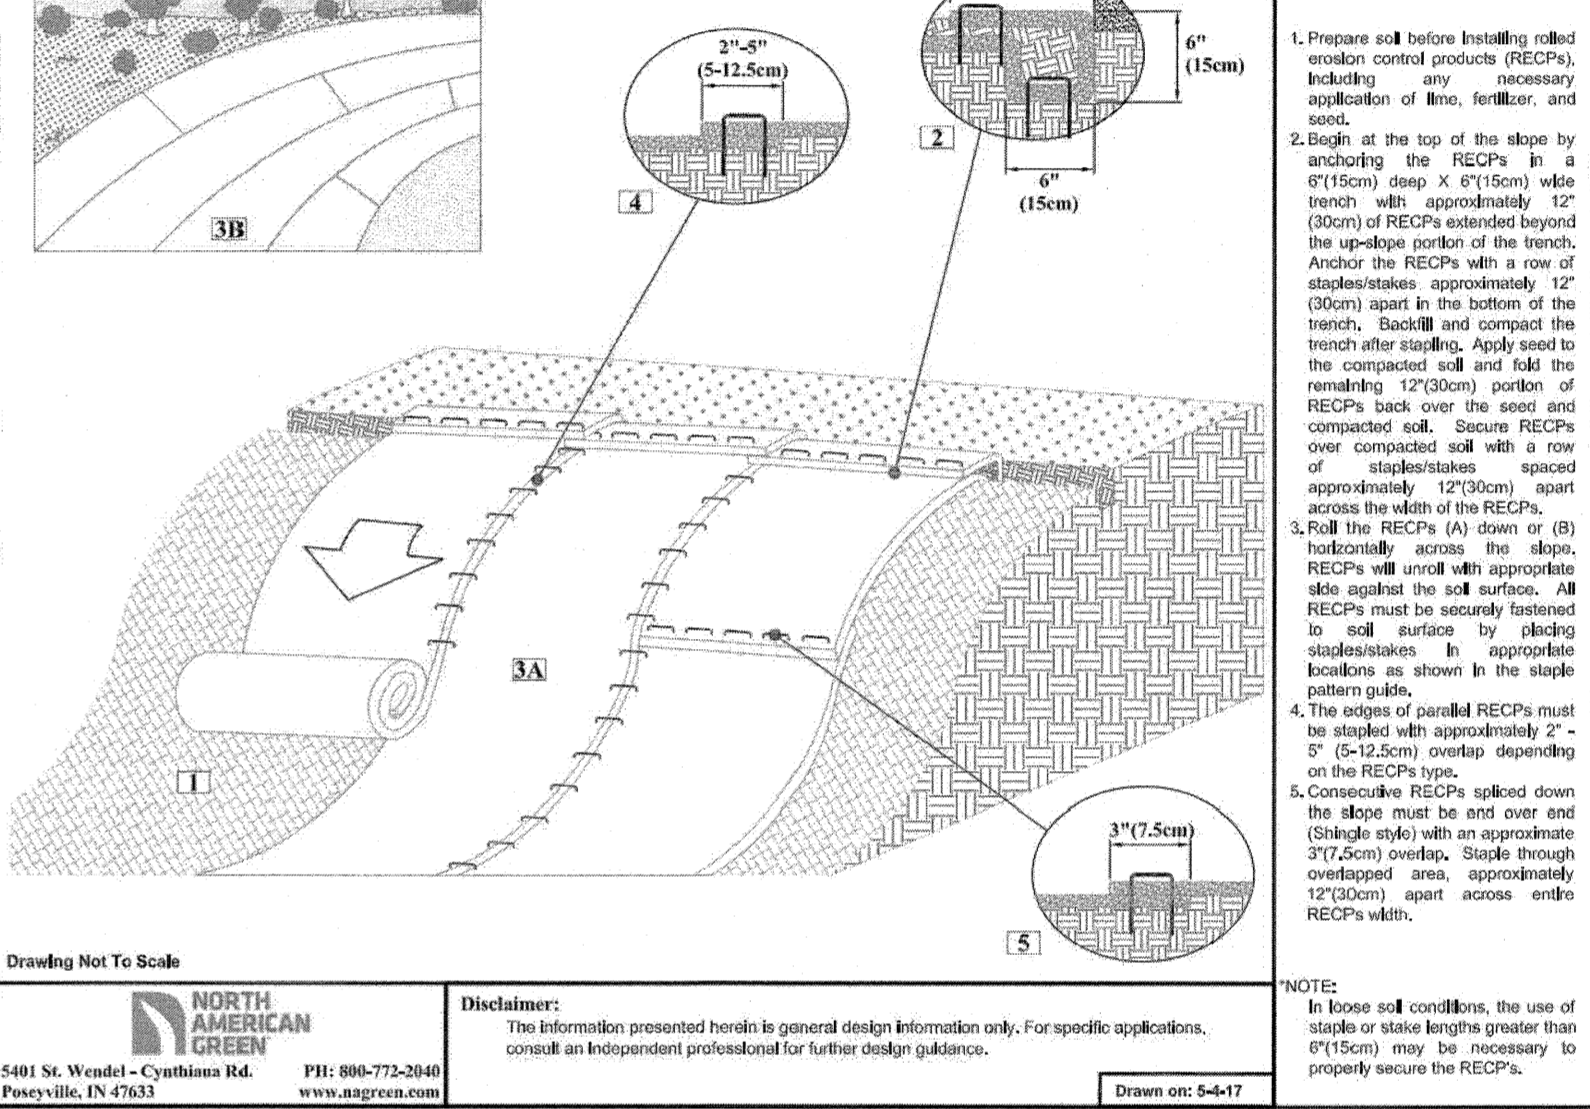 3B
2"-5"
(5-12.5cm)
4
6"
(15cm)
2
6"
(15cm)
3A
1
3"(7.5cm)
5
1. Prepare soil before installing rolled
erosion control products (RECPs),
including any necessary
application of lime, fertilizer, and
seed.
2. Begin at the top of the slope by
anchoring the RECPs in a
6"(15cm) deep X 6"(15cm) wide
trench with approximately 12"
(30cm) of RECPs extended beyond
the up-slope portion of the trench.
Anchor the RECPs with a row of
staples/stakes approximately 12"
(30cm) apart in the bottom of the
trench. Backfill and compact the
trench after stapling. Apply seed to
the compacted soil and fold the
remaining 12"(30cm) portion of
RECPs back over the seed and
compacted soil. Secure RECPs
over compacted soil with a row
of staples/stakes spaced
approximately 12"(30cm) apart
across the width of the RECPs.
3. Roll the RECPs (A) down or (B)
horizontally across the slope.
RECPs will unroll with appropriate
side against the soil surface. All
RECPs must be securely fastened
to soil surface by placing
staples/stakes in appropriate
locations as shown in the staple
pattern guide.
4. The edges of parallel RECPs must
be stapled with approximately 2" -
5" (5-12.5cm) overlap depending
on the RECPs type.
5. Consecutive RECPs spliced down
the slope must be end over end
(Shingle style) with an approximate
3"(7.5cm) overlap. Staple through
overlapped area, approximately
12"(30cm) apart across entire
RECPs width.
*NOTE:
In loose soil conditions, the use of
staple or stake lengths greater than
6"(15cm) may be necessary to
properly secure the RECP's.
Drawing Not To Scale
NORTH
AMERICAN
GREEN
5401 St. Wendel - Cynthiana Rd.
Poseyville, IN 47633
PH: 800-772-2040
www.nagreen.com
Disclaimer:
The information presented herein is general design information only. For specific applications,
consult an independent professional for further design guidance.
Drawn on: 5-4-17